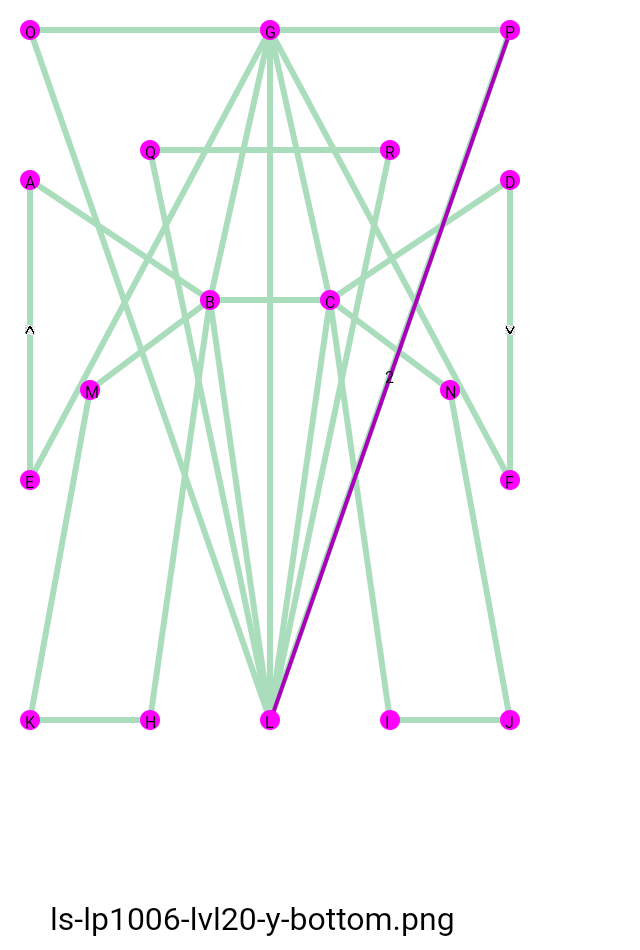 O G P
Q R
A D
B C
^ v
2
M N
E F
K H L I J
ls-lp1006-lvl20-y-bottom.png